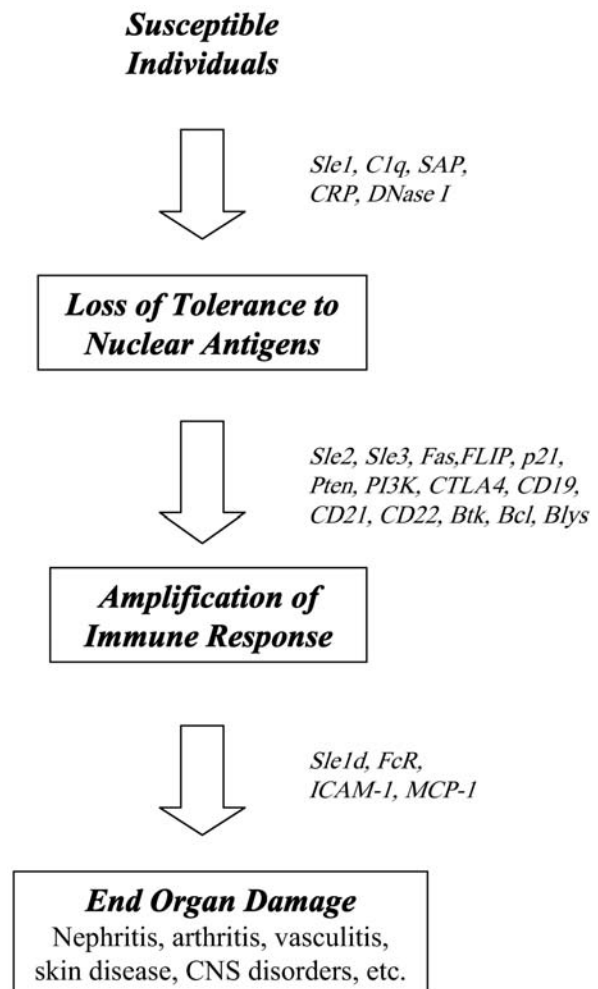 Susceptible
Individuals
Sle1, C1q, SAP,
CRP, DNase I
Loss of Tolerance to
Nuclear Antigens
Sle2, Sle3, Fas,FLIP, p21,
Pten, PI3K, CTLA4, CD19,
CD21, CD22, Btk, Bcl, Blys
Amplification of
Immune Response
Sle1d, FcR,
ICAM-1, MCP-1
End Organ Damage
Nephritis, arthritis, vasculitis,
skin disease, CNS disorders, etc.